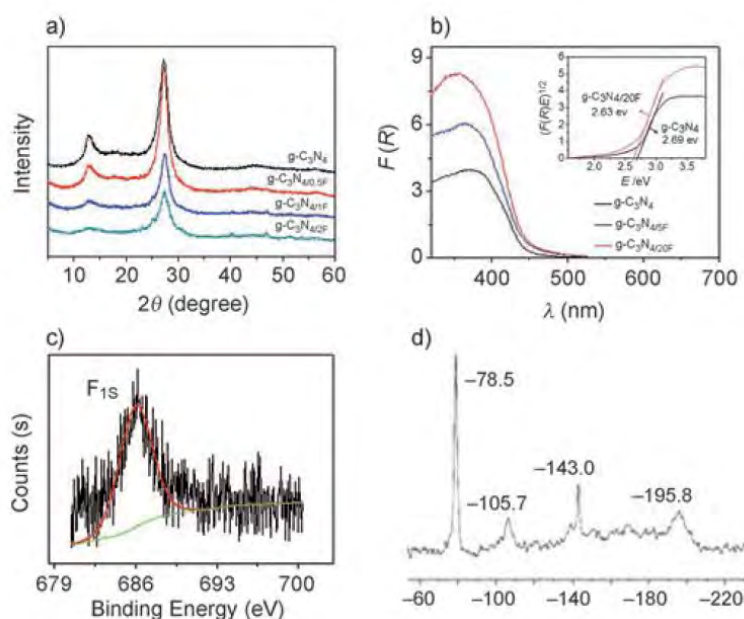 a)
Intensity
g-C₃N₄
g-C₃N₄/0.5F
g-C₃N₄/1F
g-C₃N₄/2F
10 20 30 40 50 60
2θ (degree)
b)
F (R)
9
6
3
0
(F(R)E)^1/2
6
5
4
3
2
1
0
g-C₃N₄/20F
2.63 ev
g-C₃N₄
2.69 ev
2.0 2.5 3.0 3.5
E /eV
g-C₃N₄
g-C₃N₄/5F
g-C₃N₄/20F
400 500 600 700
λ (nm)
c)
Counts (s)
F1S
679 686 693 700
Binding Energy (eV)
d)
–78.5
–105.7
–143.0
–195.8
–60 –100 –140 –180 –220